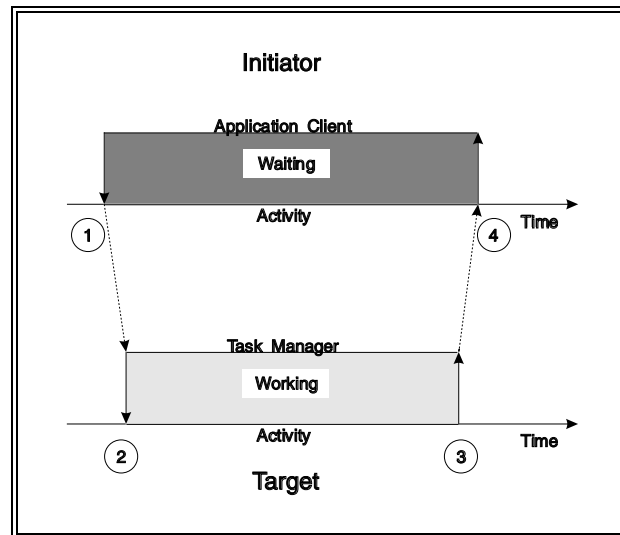 Initiator
Application Client
Waiting
Activity
Time
1
4
Task Manager
Working
Activity
Time
2
3
Target